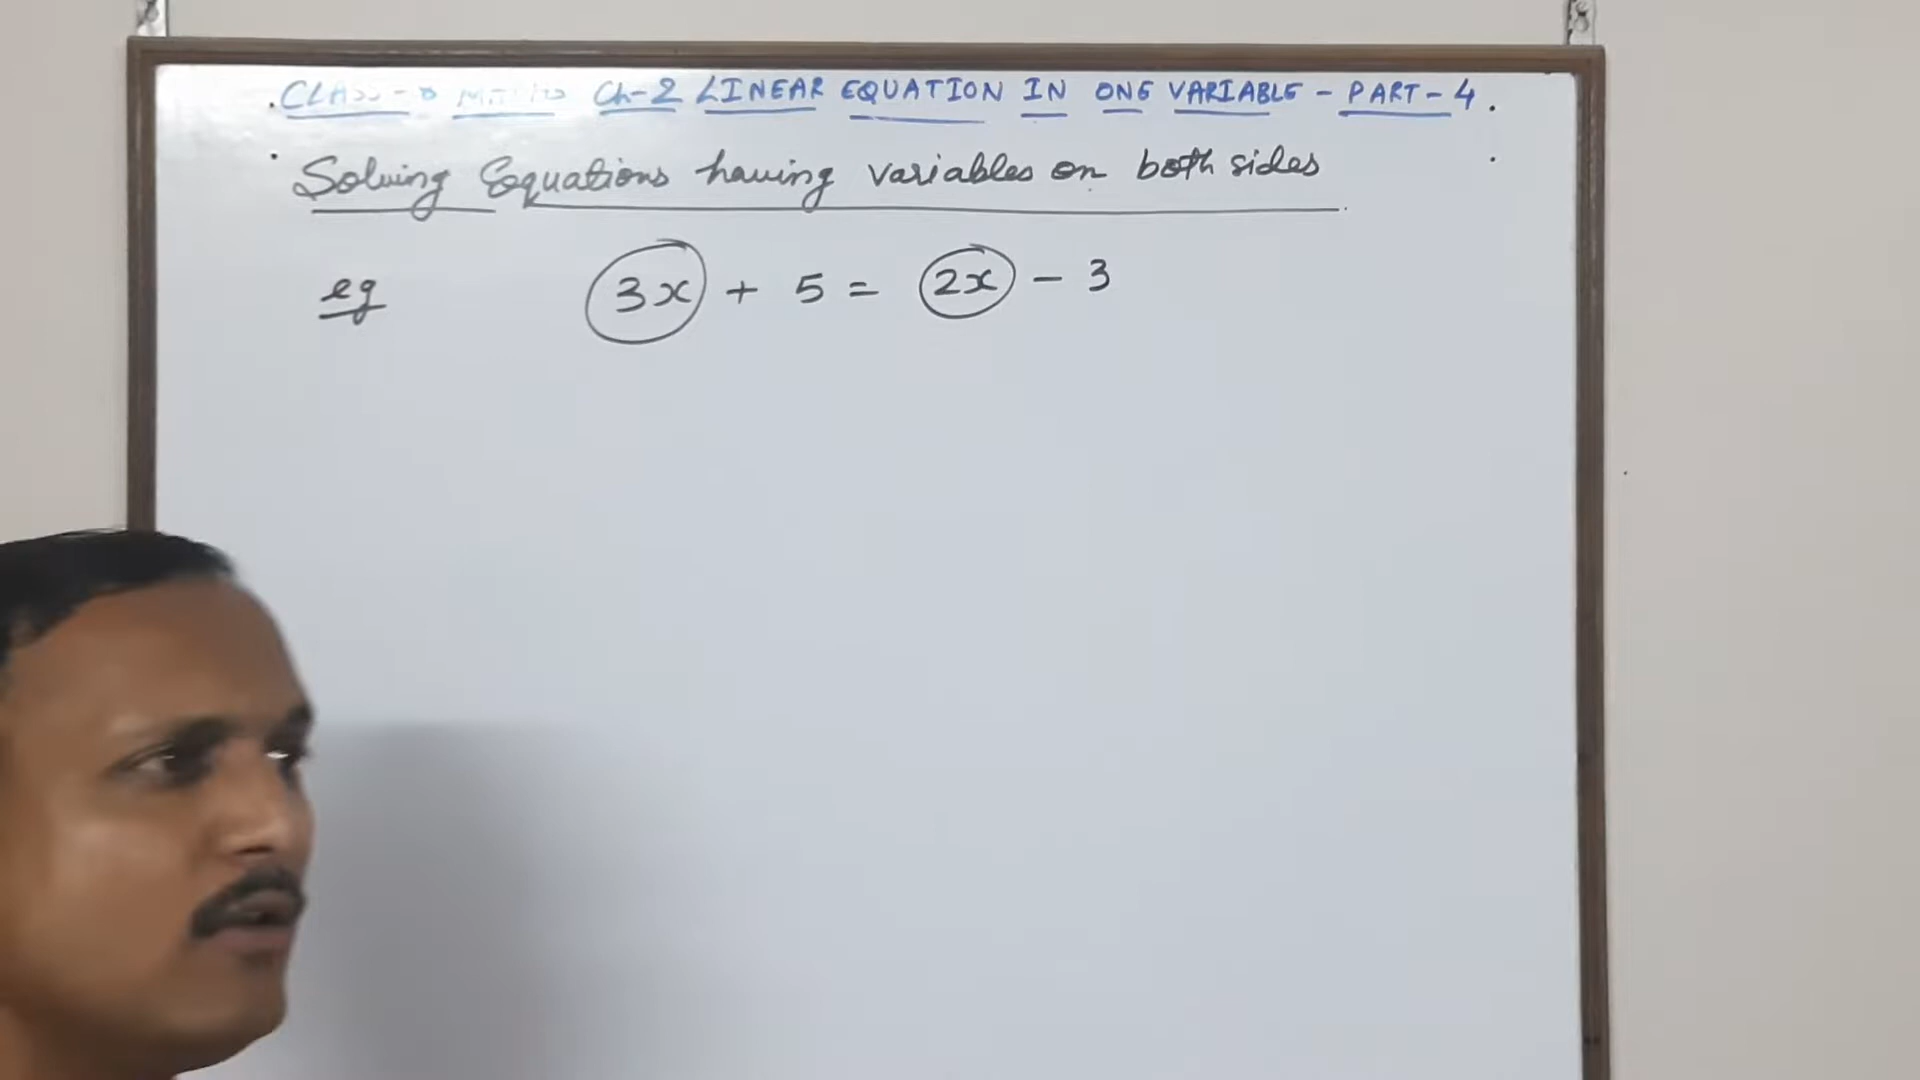 CLASS-8 MATHS Ch-2 LINEAR EQUATION IN ONE VARIABLE - PART-4.
Solving Equations having variables on both sides
eg 3x + 5 = 2x - 3